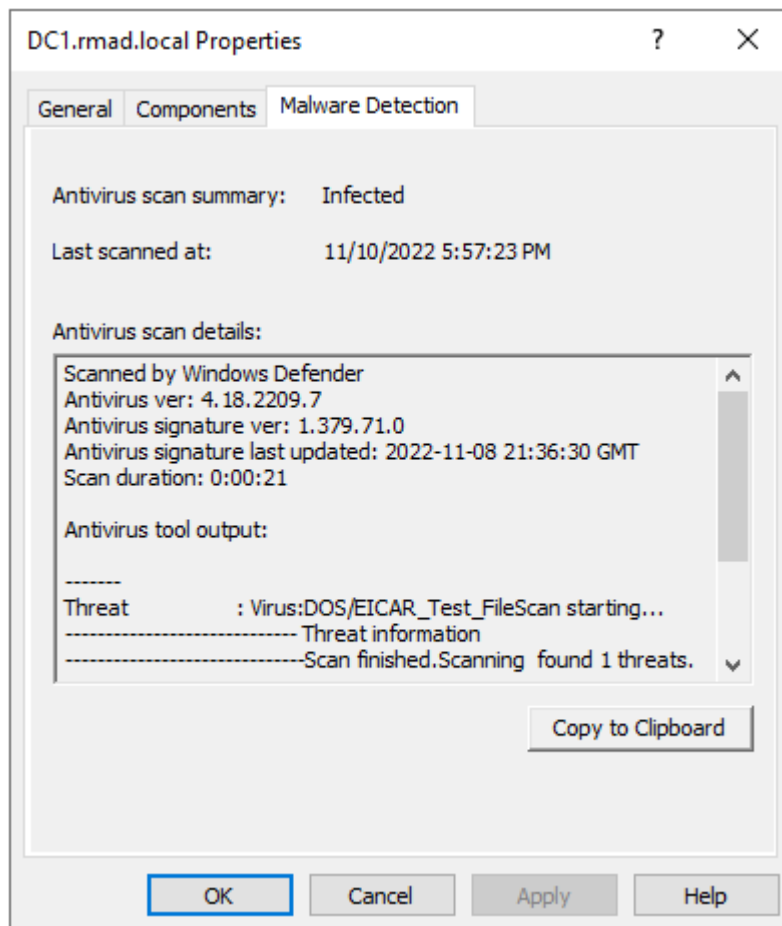 DC1.rmad.local Properties
General Components Malware Detection
Antivirus scan summary: Infected
Last scanned at: 11/10/2022 5:57:23 PM
Antivirus scan details:
Scanned by Windows Defender
Antivirus ver: 4.18.2209.7
Antivirus signature ver: 1.379.71.0
Antivirus signature last updated: 2022-11-08 21:36:30 GMT
Scan duration: 0:00:21
Antivirus tool output:
-------
Threat : Virus:DOS/EICAR_Test_FileScan starting...
----------------------------- Threat information
------------------------------Scan finished.Scanning found 1 threats.
Copy to Clipboard
OK Cancel Apply Help